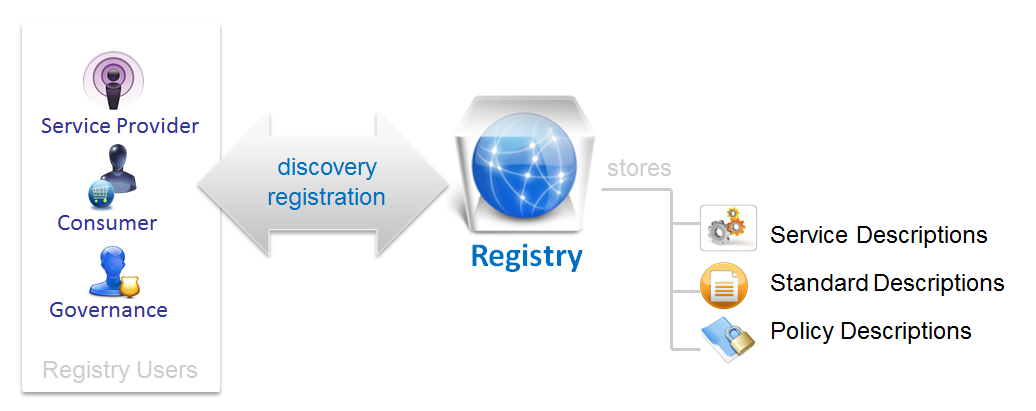 Service Provider
Consumer
Governance
Registry Users
discovery
registration
Registry
stores
Service Descriptions
Standard Descriptions
Policy Descriptions